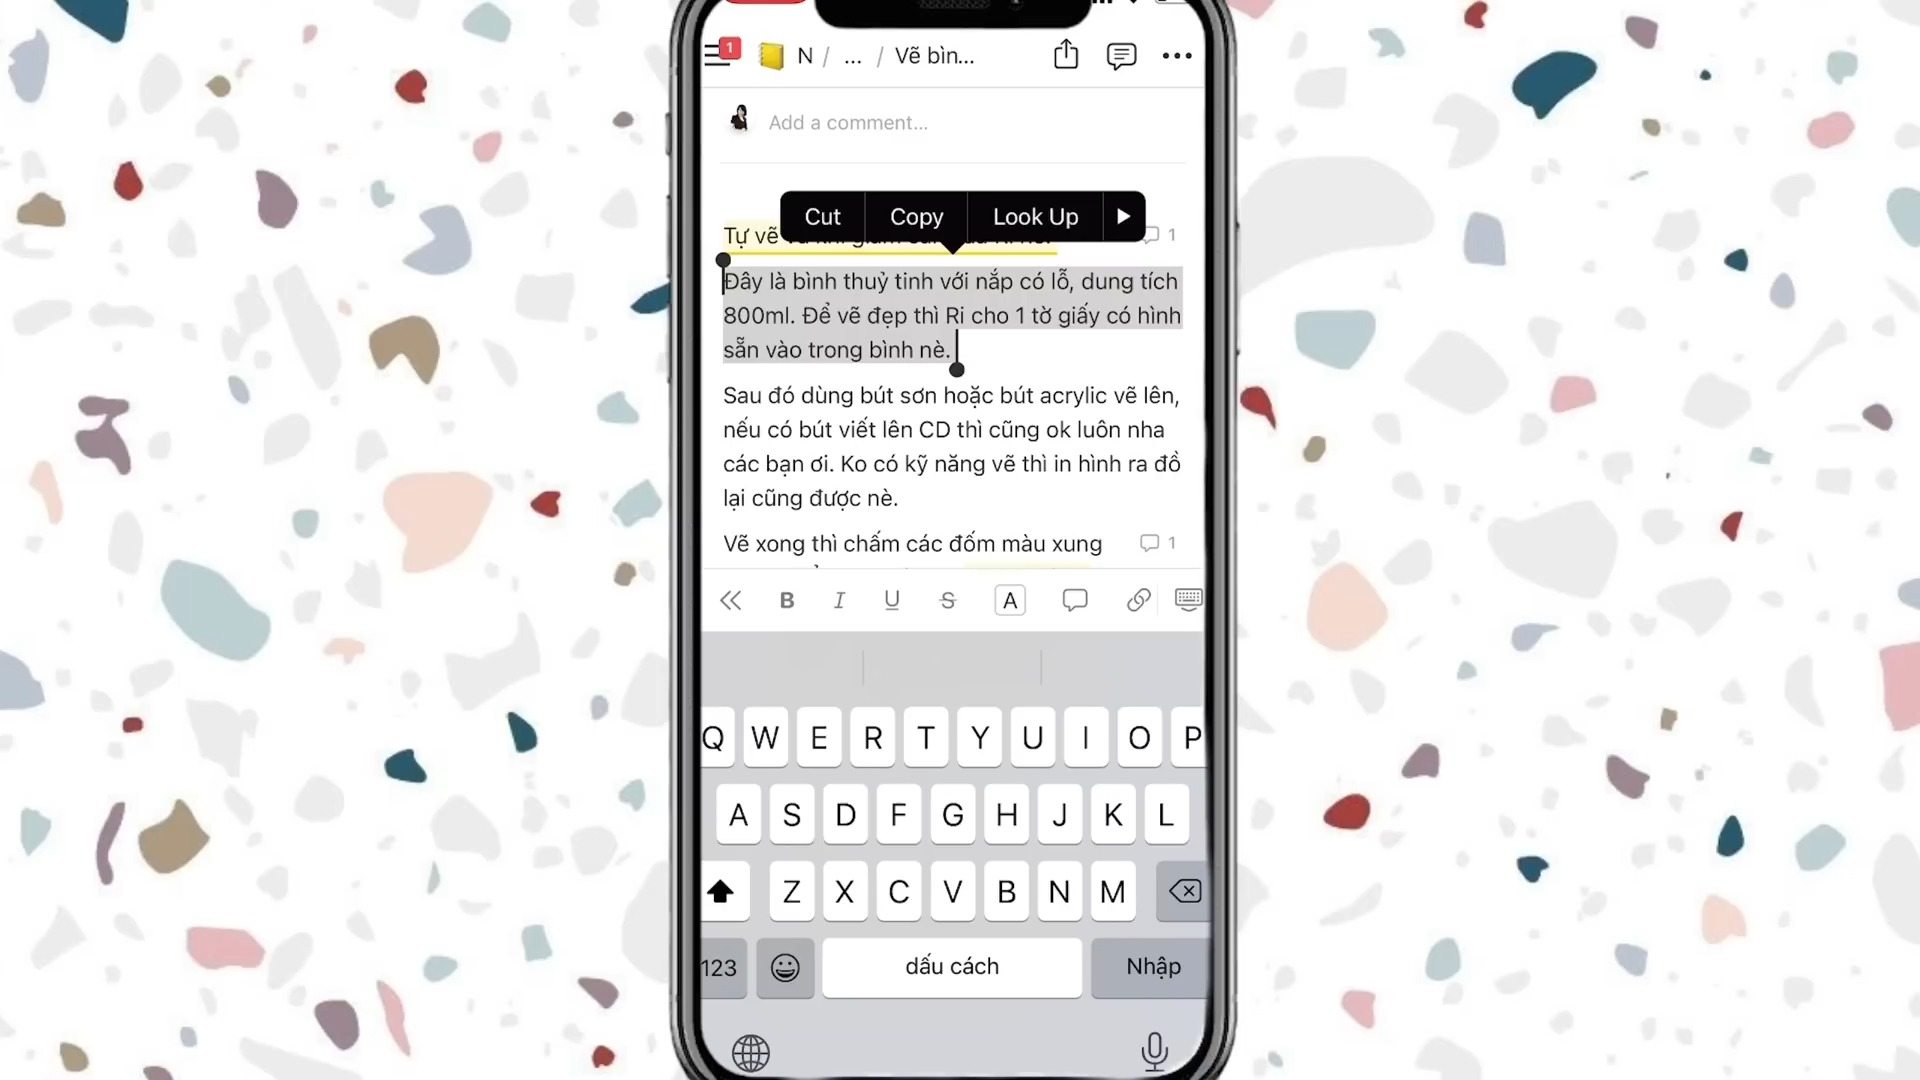 1
N / ... / Vẽ bìn...
Add a comment...
Cut Copy Look Up
Tự vẽ
1
Đây là bình thuỷ tinh với nắp có lỗ, dung tích
800ml. Để vẽ đẹp thì Ri cho 1 tờ giấy có hình
sẵn vào trong bình nè.
Sau đó dùng bút sơn hoặc bút acrylic vẽ lên,
nếu có bút viết lên CD thì cũng ok luôn nha
các bạn ơi. Ko có kỹ năng vẽ thì in hình ra đồ
lại cũng được nè.
Vẽ xong thì chấm các đốm màu xung
1
B I U S A
Q W E R T Y U I O P
A S D F G H J K L
Z X C V B N M
123 dấu cách Nhập